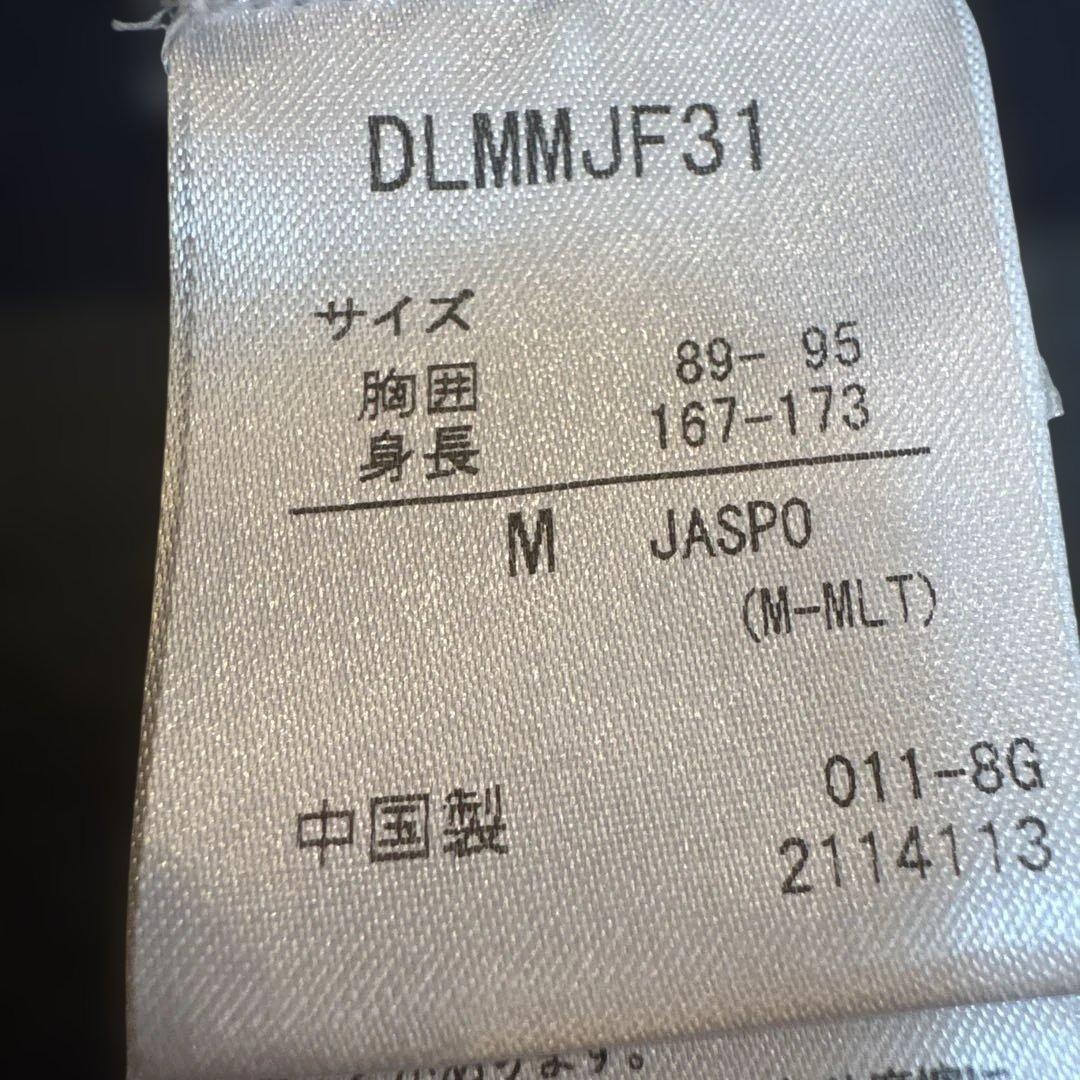 DLMMJF31
サイズ
胸囲 89- 95
身長 167-173
M JASPO
(M-MLT)
011-8G
中国製 2114113